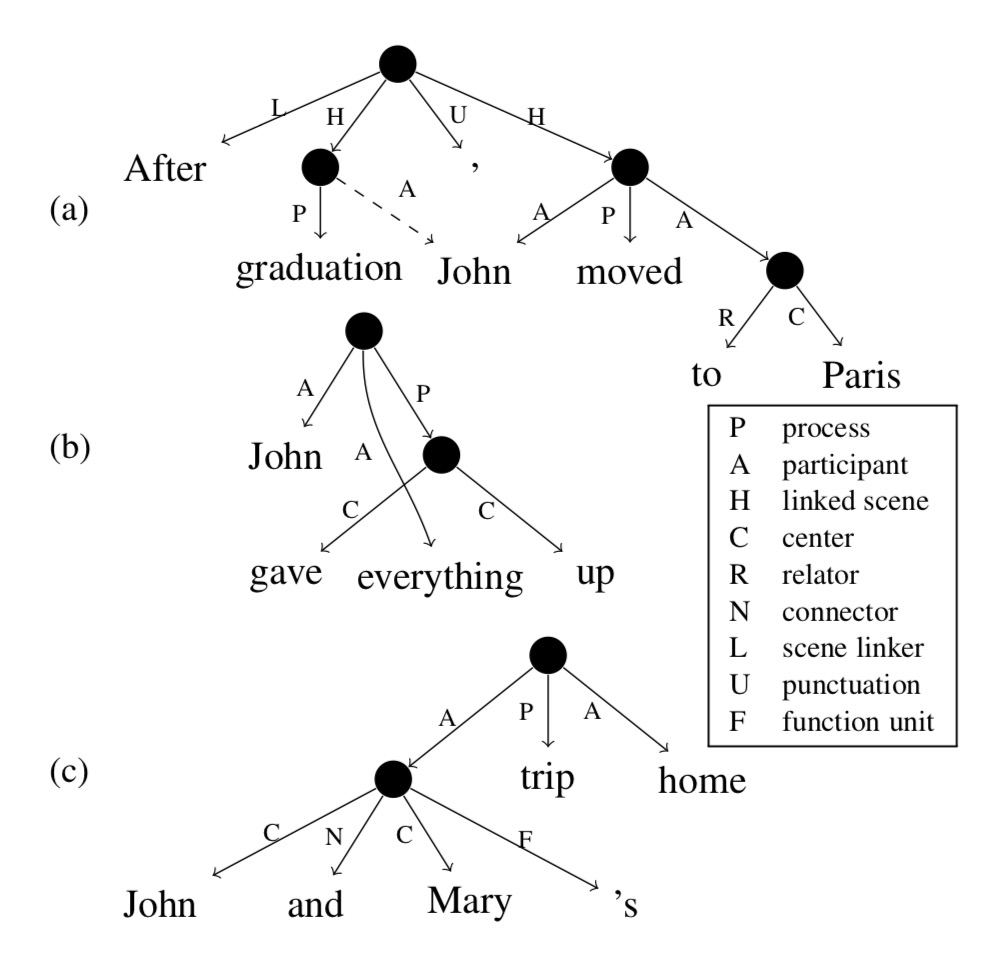 L
H
U
H
After
,
(a)
P
A
A
P
A
graduation
John
moved
R
C
to
Paris
A
P
(b)
John
A
C
C
gave
everything
up
P process
A participant
H linked scene
C center
R relator
N connector
L scene linker
U punctuation
F function unit
A
P
A
(c)
trip
home
C
N
C
F
John
and
Mary
's